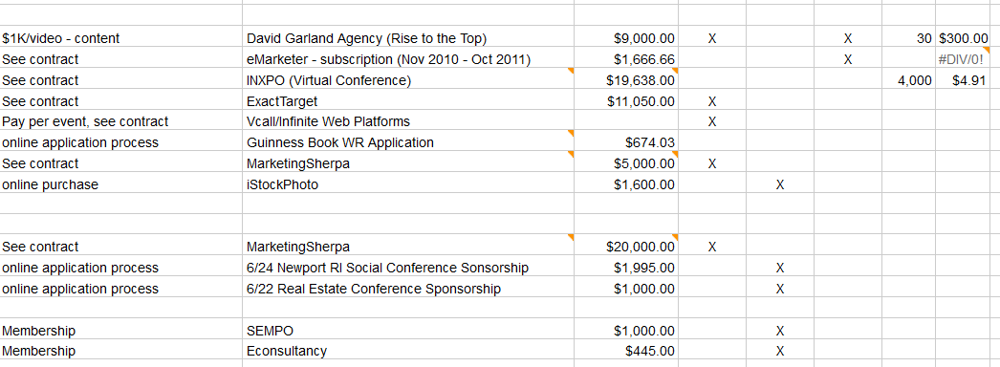 $1K/video - content David Garland Agency (Rise to the Top) $9,000.00 X X 30 $300.00
See contract eMarketer - subscription (Nov 2010 - Oct 2011) $1,666.66 X #DIV/0!
See contract INXPO (Virtual Conference) $19,638.00 4,000 $4.91
See contract ExactTarget $11,050.00 X
Pay per event, see contract Vcall/Infinite Web Platforms X
online application process Guinness Book WR Application $674.03
See contract MarketingSherpa $5,000.00 X
online purchase iStockPhoto $1,600.00 X
See contract MarketingSherpa $20,000.00 X
online application process 6/24 Newport RI Social Conference Sonsorship $1,995.00 X
online application process 6/22 Real Estate Conference Sponsorship $1,000.00 X
Membership SEMPO $1,000.00 X
Membership Econsultancy $445.00 X